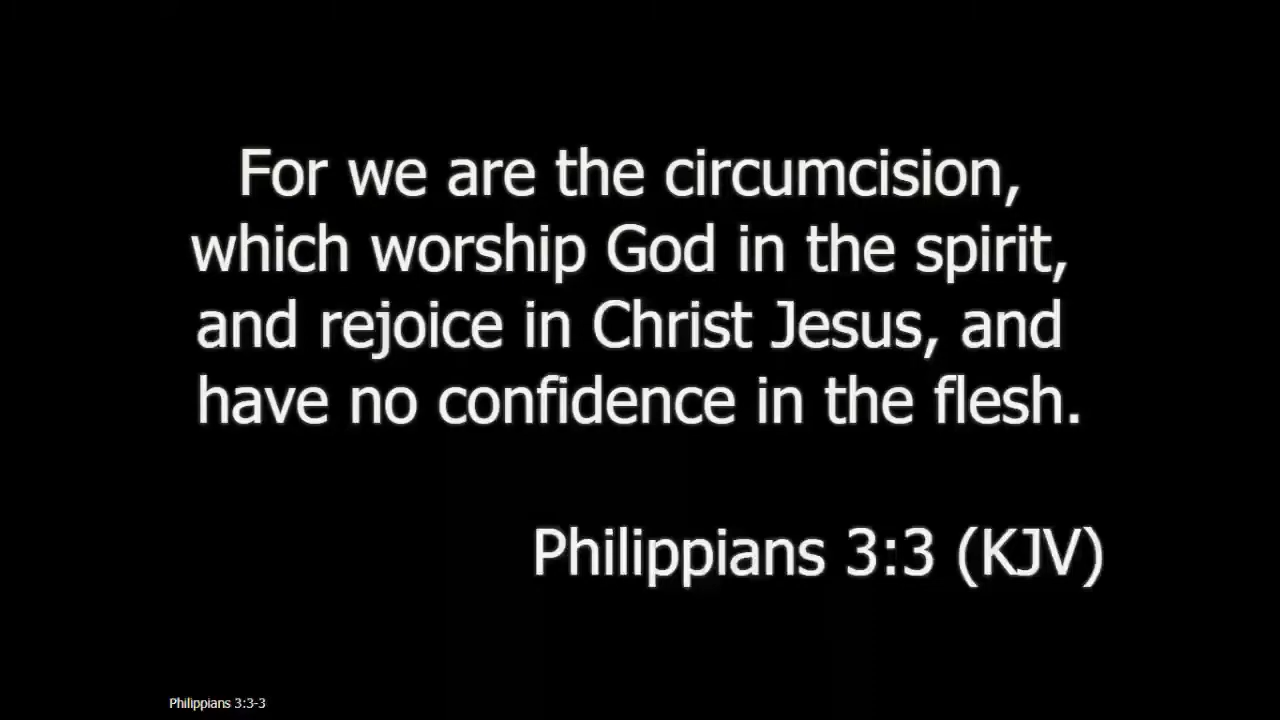 For we are the circumcision,
which worship God in the spirit,
and rejoice in Christ Jesus, and
have no confidence in the flesh.
Philippians 3:3 (KJV)
Philippians 3:3-3